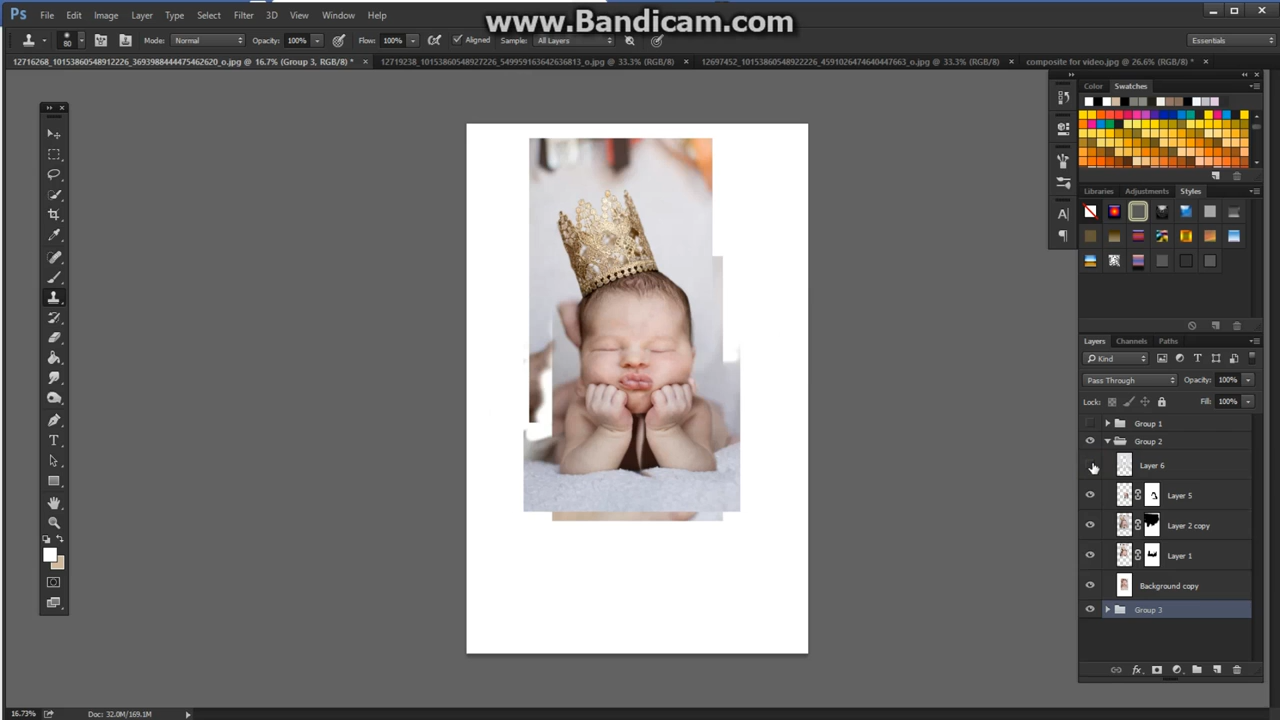 www.Bandicam.com
Ps File Edit Image Layer Type Select Filter 3D View Window Help
80 Mode: Normal Opacity: 100% Flow: 100% Aligned Sample: All Layers Essentials
12716268_10153860548912226_3693988444475462620_o.jpg @ 16.7% (Group 3, RGB/8) * × 12719238_10153860548927226_549959163642636813_o.jpg @ 33.3% (RGB/8) × 12697452_10153860548922226_4591026474640447663_o.jpg @ 33.3% (RGB/8) × composite for video.jpg @ 26.6% (RGB/8) * ×
Color Swatches
Libraries Adjustments Styles
Layers Channels Paths
Kind
Pass Through Opacity: 100%
Lock: Fill: 100%
Group 1
Group 2
Layer 6
Layer 5
Layer 2 copy
Layer 1
Background copy
Group 3
16.73% Doc: 32.0M/169.1M